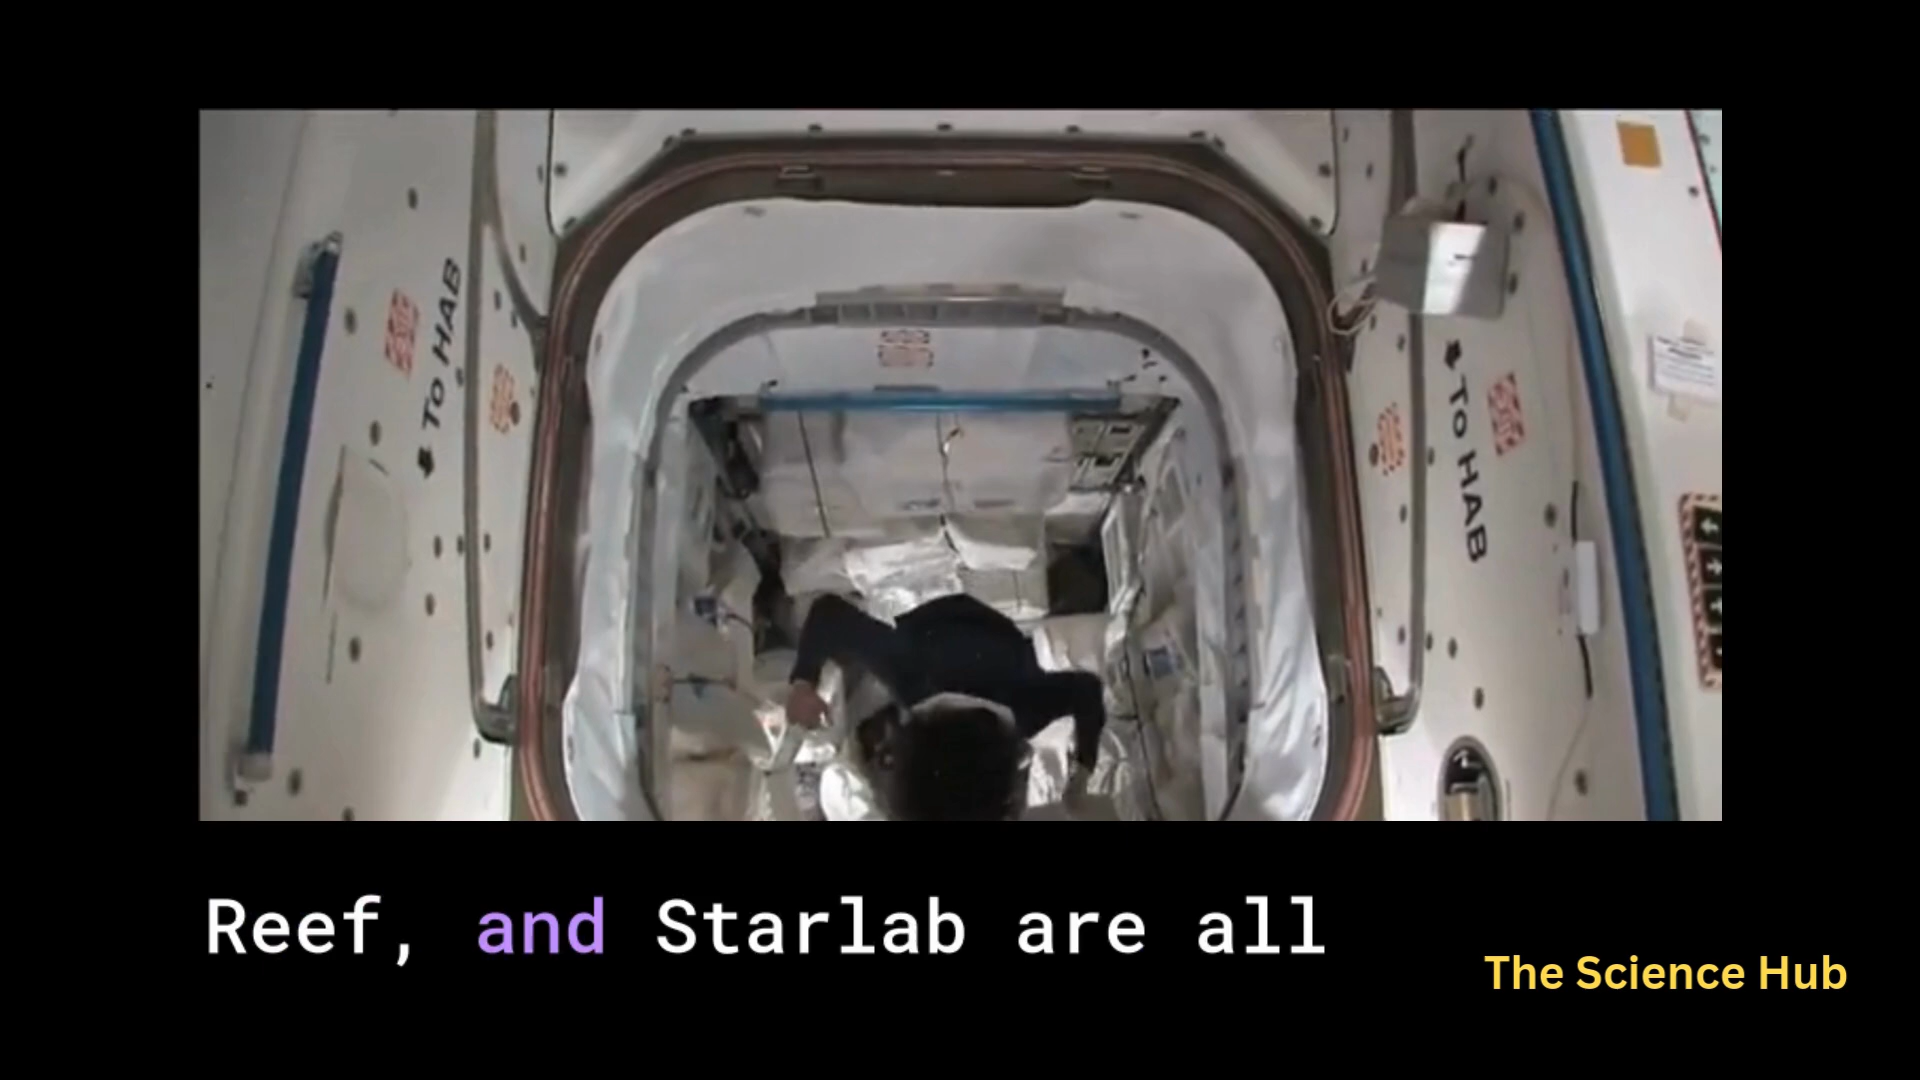 To HAB
To HAB
Reef, and Starlab are all
The Science Hub